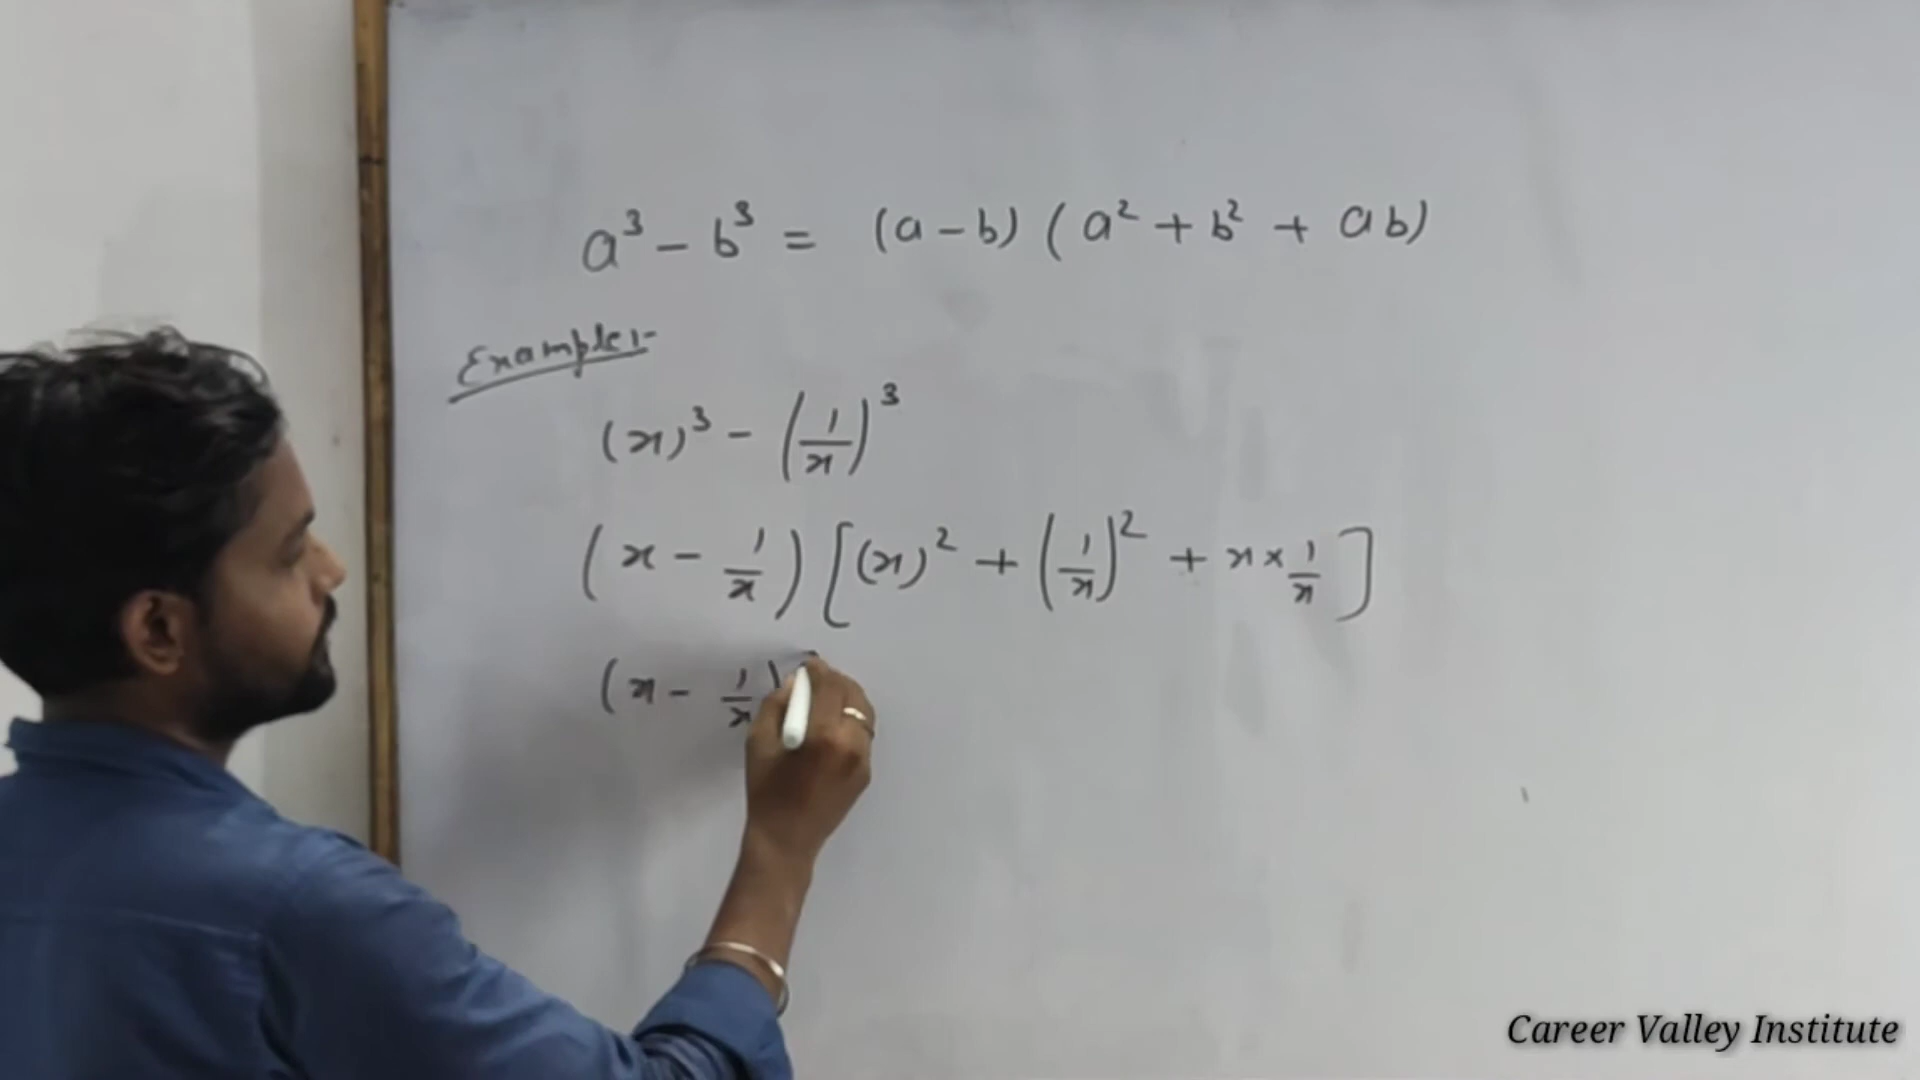 a³ - b³ = (a - b) (a² + b² + ab)
Example:-
(x)³ - (1/x)³
(x - 1/x) [(x)² + (1/x)² + x × 1/x]
(x - 1/x)
Career Valley Institute